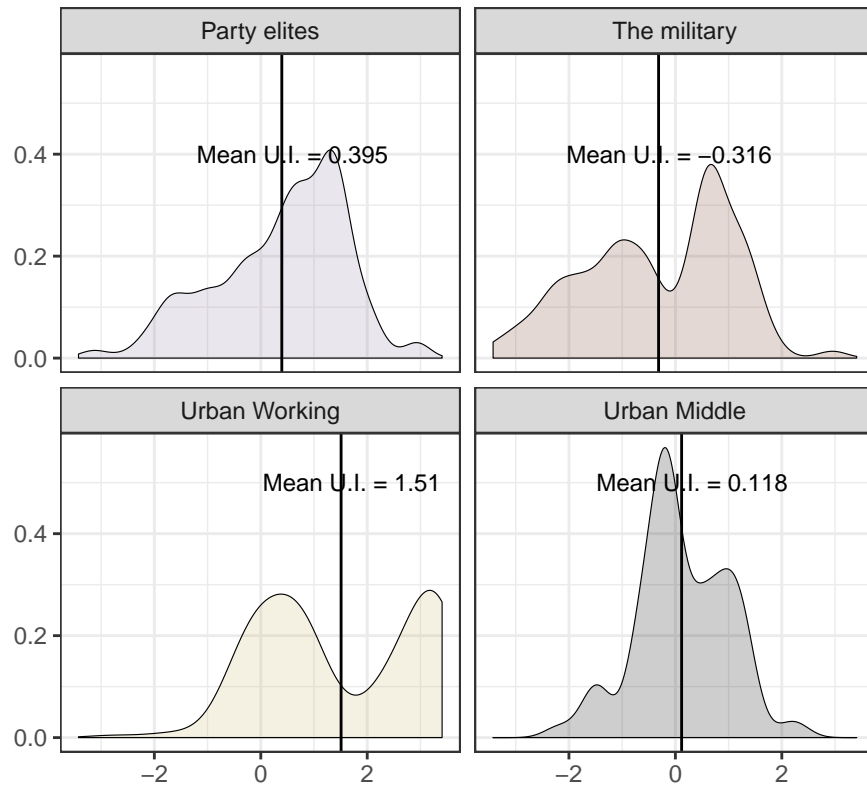 Party elites
The military
0.4
Mean U.I. = 0.395
Mean U.I. = −0.316
0.2
0.0
Urban Working
Urban Middle
Mean U.I. = 1.51
Mean U.I. = 0.118
0.4
0.2
0.0
−2 0 2
−2 0 2